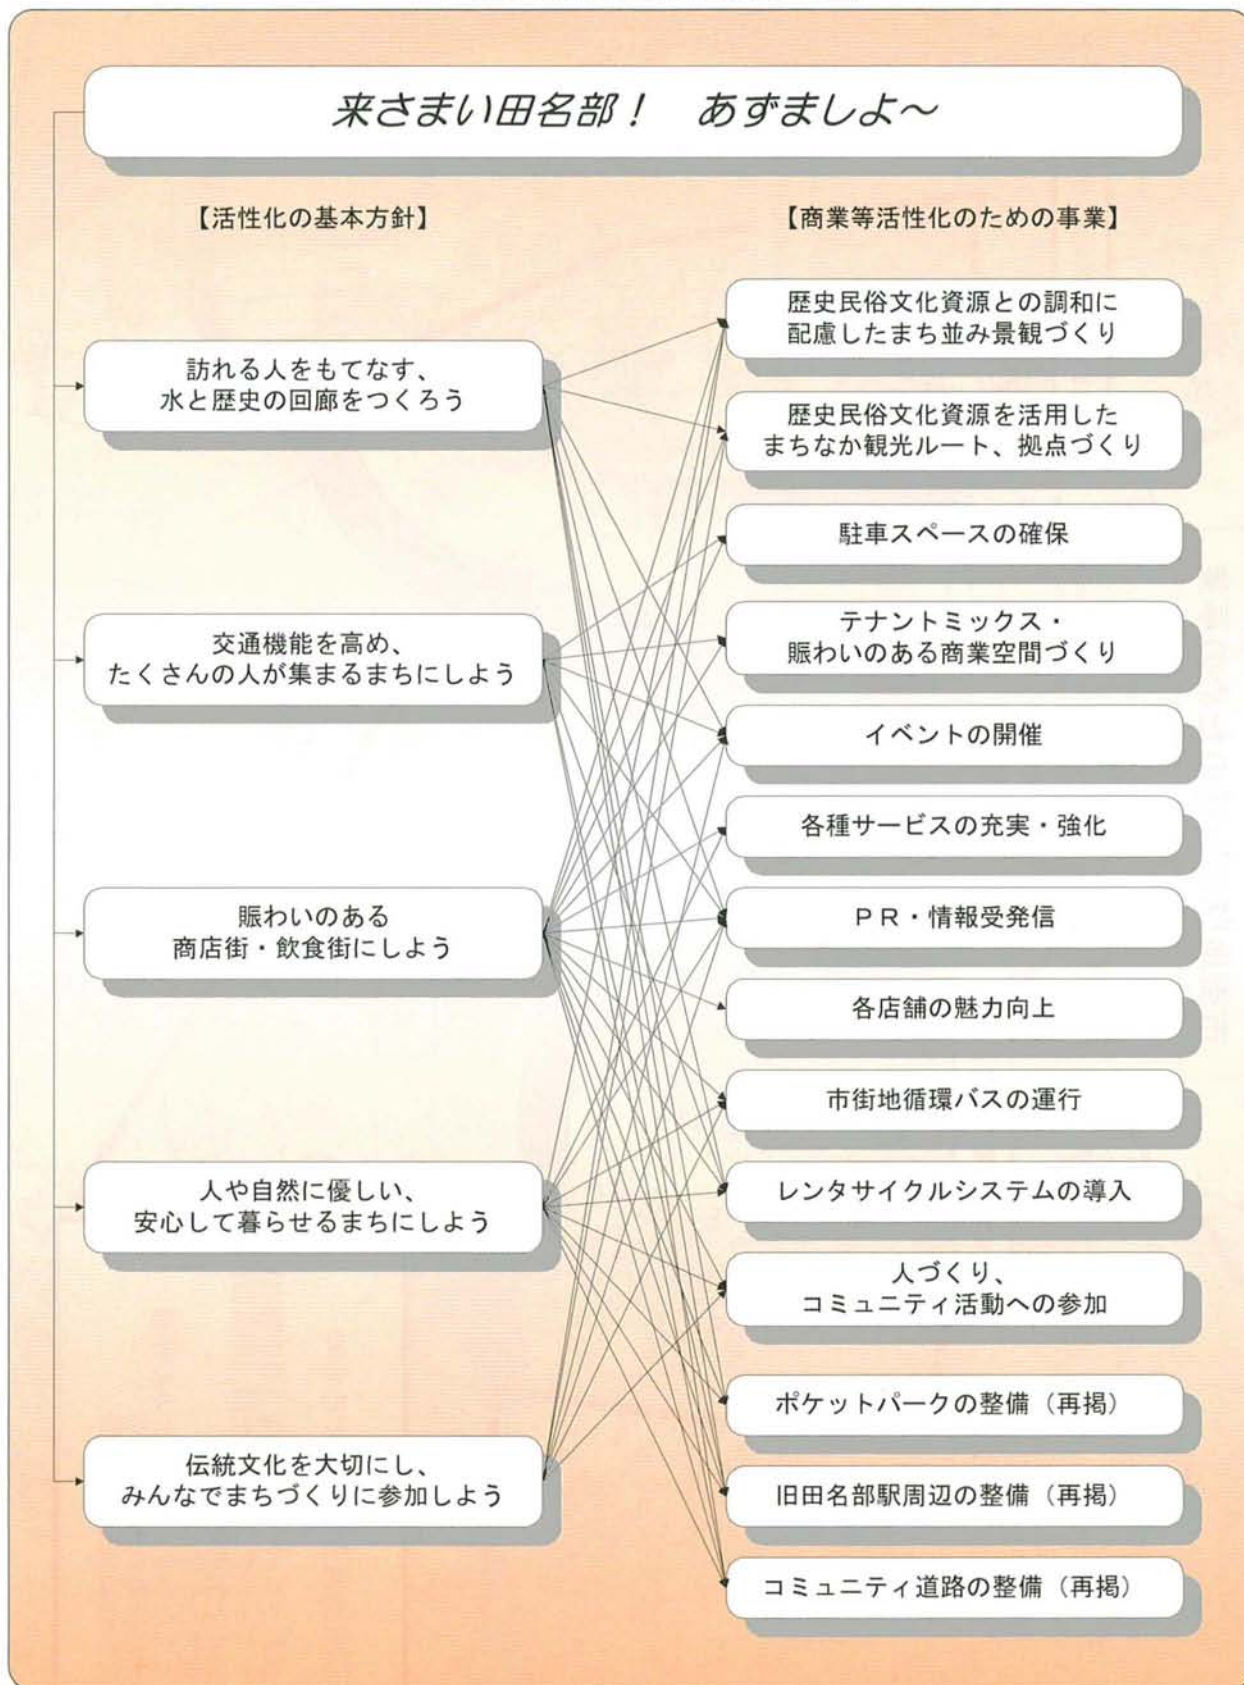 来さまい田名部！　あずましよ～
【活性化の基本方針】
訪れる人をもてなす、
水と歴史の回廊をつくろう
交通機能を高め、
たくさんの人が集まるまちにしよう
賑わいのある
商店街・飲食街にしよう
人や自然に優しい、
安心して暮らせるまちにしよう
伝統文化を大切にし、
みんなでまちづくりに参加しよう
【商業等活性化のための事業】
歴史民俗文化資源との調和に
配慮したまち並み景観づくり
歴史民俗文化資源を活用した
まちなか観光ルート、拠点づくり
駐車スペースの確保
テナントミックス・
賑わいのある商業空間づくり
イベントの開催
各種サービスの充実・強化
ＰＲ・情報受発信
各店舗の魅力向上
市街地循環バスの運行
レンタサイクルシステムの導入
人づくり、
コミュニティ活動への参加
ポケットパークの整備（再掲）
旧田名部駅周辺の整備（再掲）
コミュニティ道路の整備（再掲）